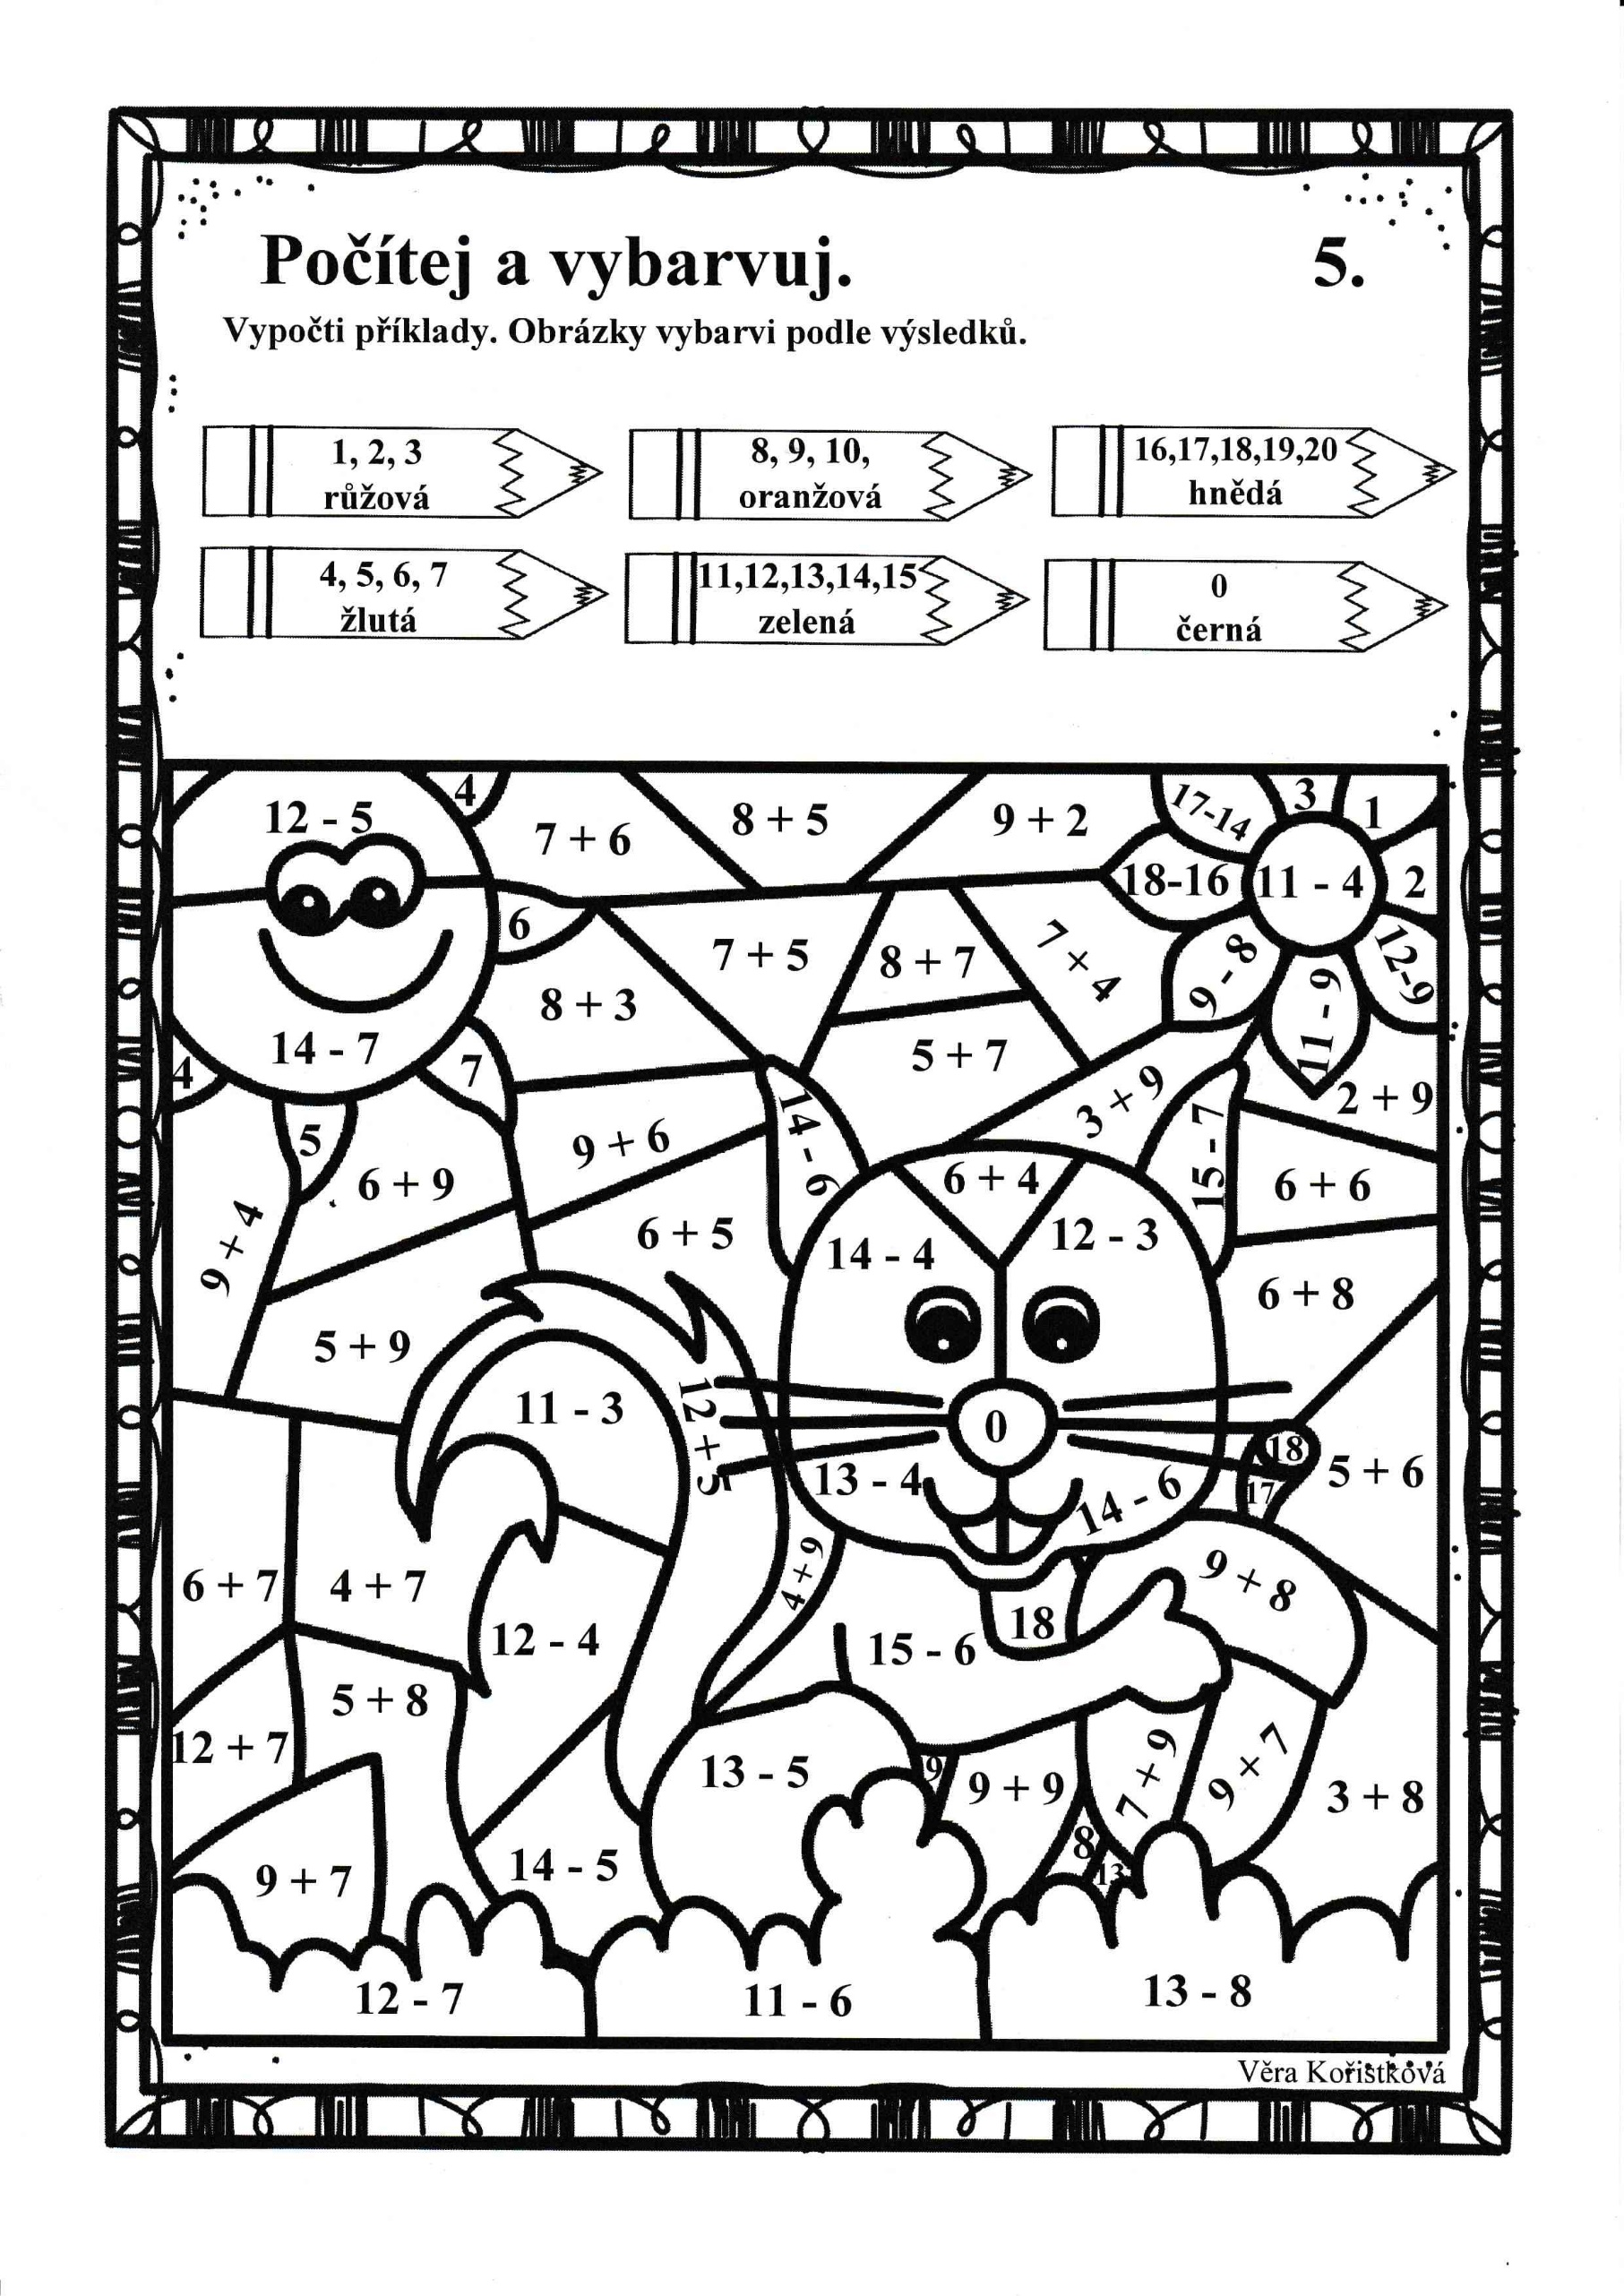 Počítej a vybarvuj. 5.
Vypočti příklady. Obrázky vybarvi podle výsledků.
1, 2, 3
růžová
8, 9, 10,
oranžová
16,17,18,19,20
hnědá
4, 5, 6, 7
žlutá
11,12,13,14,15
zelená
0
černá
12 - 5
4
7 + 6
8 + 5
9 + 2
17-14
3
1
18-16
11 - 4
2
6
7 + 5
8 + 7
7 + 4
9 - 8
11 - 9
12-9
8 + 3
14 - 7
4
7
5 + 7
3 + 9
2 + 9
5
6 + 9
9 + 6
14 - 6
15 - 7
6 + 4
6 + 6
9 + 4
6 + 5
14 - 4
12 - 3
6 + 8
5 + 9
11 - 3
12 + 5
0
18
13 - 4
14 - 6
17
5 + 6
6 + 7
4 + 7
4 + 9
9 + 8
12 - 4
15 - 6
18
5 + 8
12 + 7
13 - 5
9
9 + 9
7 + 9
9 + 7
3 + 8
8
13
9 + 7
14 - 5
12 - 7
11 - 6
13 - 8
Věra Kořistková